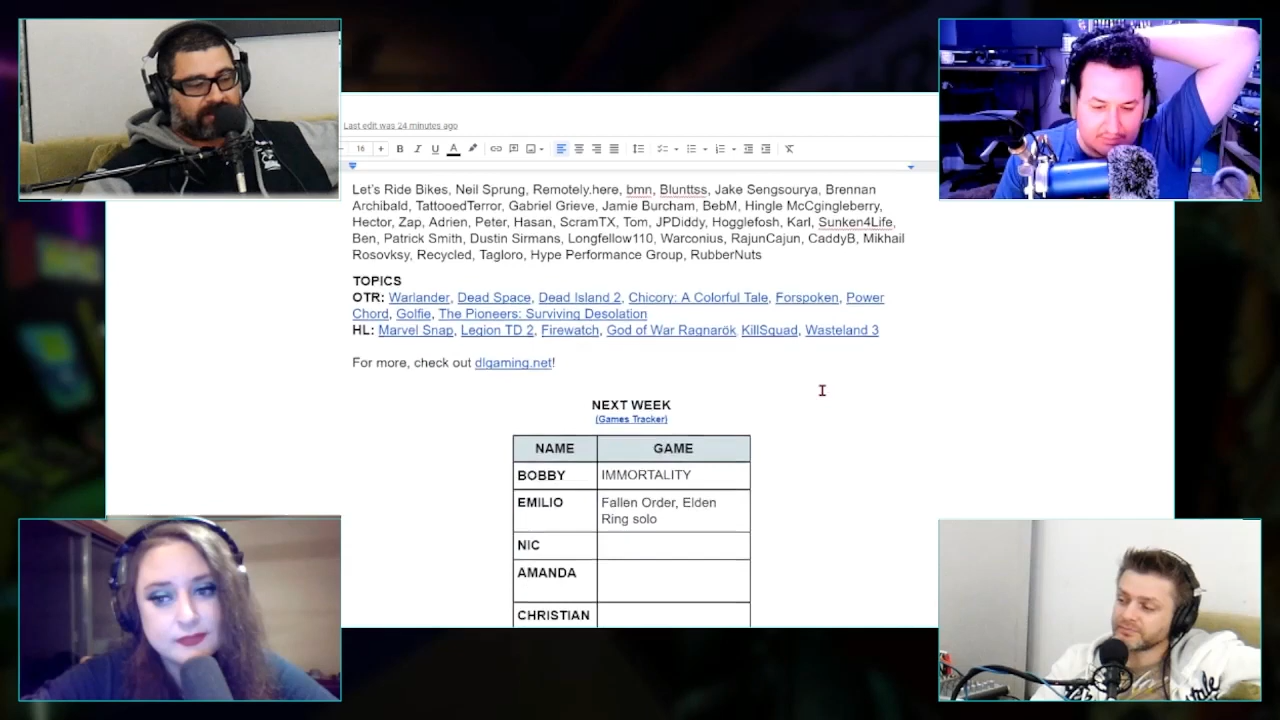 Last edit was 24 minutes ago
16
B I U A
Let's Ride Bikes, Neil Sprung, Remotely.here, bmn, Blunttss, Jake Sengsourya, Brennan
Archibald, TattooedTerror, Gabriel Grieve, Jamie Burcham, BebM, Hingle McCgingleberry,
Hector, Zap, Adrien, Peter, Hasan, ScramTX, Tom, JPDiddy, Hogglefosh, Karl, Sunken4Life,
Ben, Patrick Smith, Dustin Sirmans, Longfellow110, Warconius, RajunCajun, CaddyB, Mikhail
Rosovksy, Recycled, Tagloro, Hype Performance Group, RubberNuts
TOPICS
OTR: Warlander, Dead Space, Dead Island 2, Chicory: A Colorful Tale, Forspoken, Power
Chord, Golfie, The Pioneers: Surviving Desolation
HL: Marvel Snap, Legion TD 2, Firewatch, God of War Ragnarök, KillSquad, Wasteland 3
For more, check out dlgaming.net!
NEXT WEEK
(Games Tracker)
NAME GAME
BOBBY IMMORTALITY
EMILIO Fallen Order, Elden
Ring solo
NIC
AMANDA
CHRISTIAN